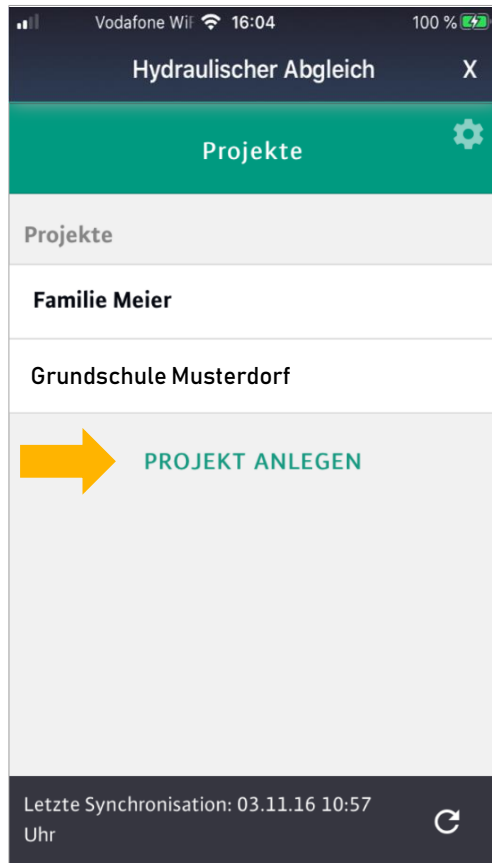 Vodafone WiF 16:04 100 %
Hydraulischer Abgleich X
Projekte
Projekte
Familie Meier
Grundschule Musterdorf
PROJEKT ANLEGEN
Letzte Synchronisation: 03.11.16 10:57
Uhr